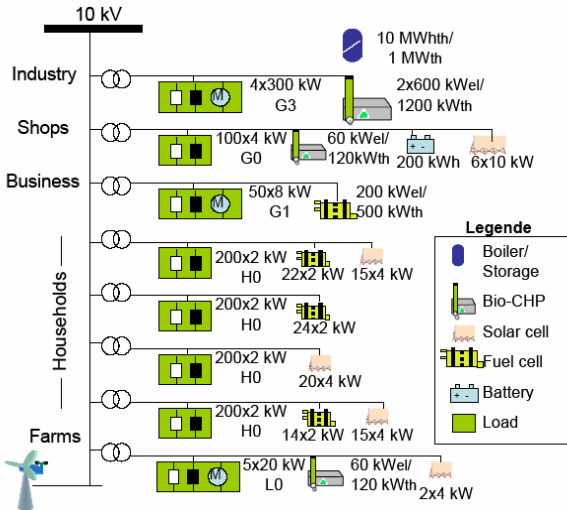 10 kV
10 MWhth/
1 MWth
Industry
4x300 kW
G3
2x600 kWel/
1200 kWth
M
Shops
100x4 kW
G0
60 kWel/
120kWth
+ -
200 kWh
6x10 kW
Business
50x8 kW
G1
200 kWel/
500 kWth
M
Households
200x2 kW
H0
22x2 kW
15x4 kW
200x2 kW
H0
24x2 kW
200x2 kW
H0
20x4 kW
200x2 kW
H0
14x2 kW
15x4 kW
Farms
M
5x20 kW
L0
60 kWel/
120 kWth
2x4 kW
Legende
Boiler/
Storage
Bio-CHP
Solar cell
Fuel cell
+ -
Battery
Load